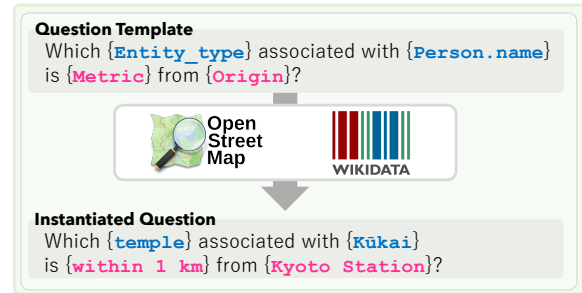 Question Template
Which {Entity_type} associated with {Person.name}
is {Metric} from {Origin}?
Open
Street
Map
WIKIDATA
Instantiated Question
Which {temple} associated with {Kūkai}
is {within 1 km} from {Kyoto Station}?